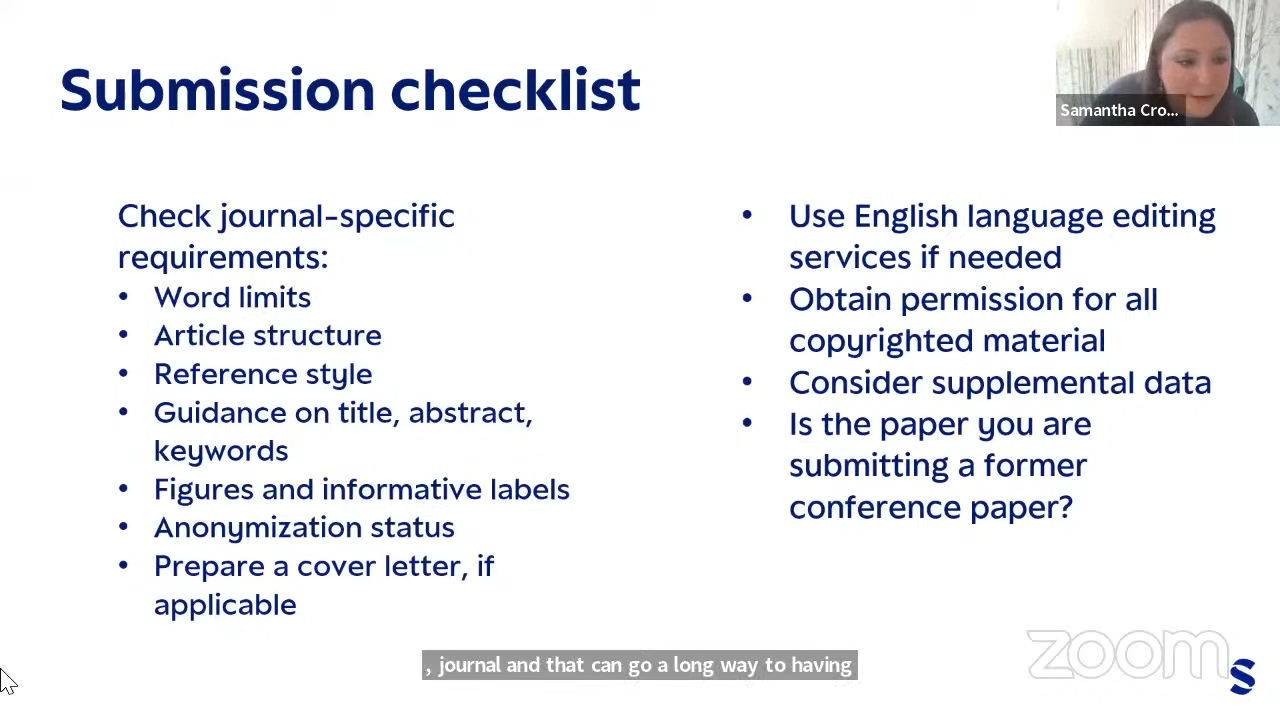 Submission checklist
Samantha Cro...
Check journal-specific
requirements:
• Word limits
• Article structure
• Reference style
• Guidance on title, abstract,
keywords
• Figures and informative labels
• Anonymization status
• Prepare a cover letter, if
applicable
• Use English language editing
services if needed
• Obtain permission for all
copyrighted material
• Consider supplemental data
• Is the paper you are
submitting a former
conference paper?
, journal and that can go a long way to having
zoom
S